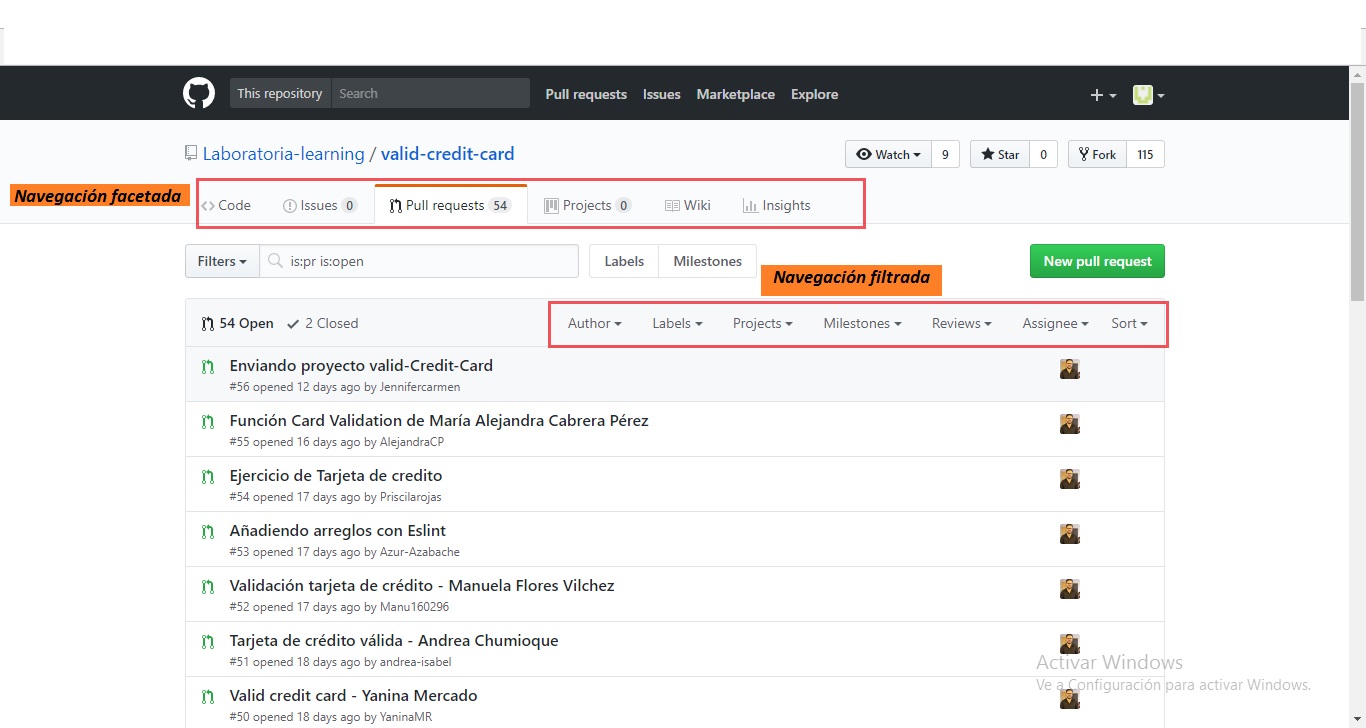 This repository Search Pull requests Issues Marketplace Explore
Laboratoria-learning / valid-credit-card Watch 9 Star 0 Fork 115
Navegación facetada
Code Issues 0 Pull requests 54 Projects 0 Wiki Insights
Filters is:pr is:open Labels Milestones New pull request
Navegación filtrada
54 Open 2 Closed Author Labels Projects Milestones Reviews Assignee Sort
Enviando proyecto valid-Credit-Card
#56 opened 12 days ago by Jennifercarmen
Función Card Validation de María Alejandra Cabrera Pérez
#55 opened 16 days ago by AlejandraCP
Ejercicio de Tarjeta de credito
#54 opened 17 days ago by Priscilarojas
Añadiendo arreglos con Eslint
#53 opened 17 days ago by Azur-Azabache
Validación tarjeta de crédito - Manuela Flores Vilchez
#52 opened 17 days ago by Manu160296
Tarjeta de crédito válida - Andrea Chumioque
#51 opened 18 days ago by andrea-isabel
Activar Windows
Ve a Configuración para activar Windows.
Valid credit card - Yanina Mercado
#50 opened 18 days ago by YaninaMR